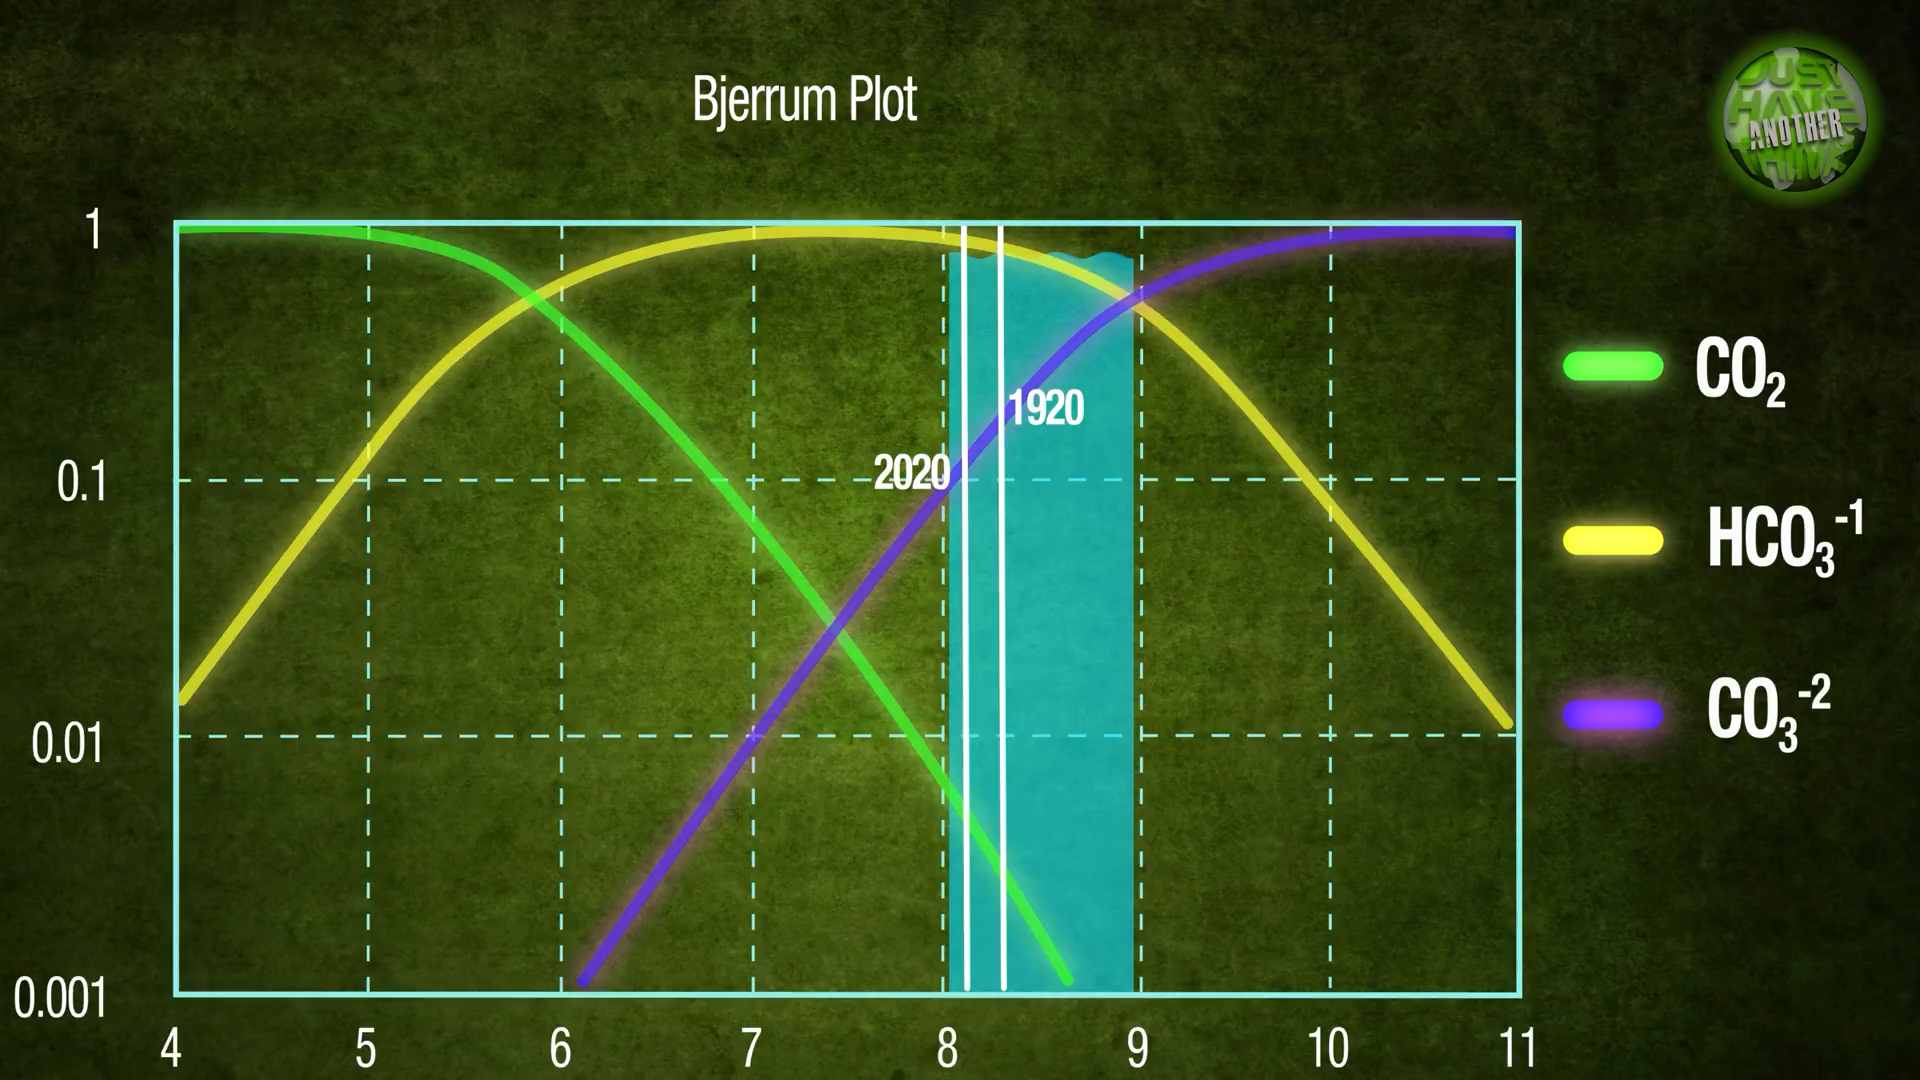 Bjerrum Plot
JUST
HAVE
ANOTHER
THINK
1
0.1
0.01
0.001
4 5 6 7 8 9 10 11
1920
2020
CO₂
HCO₃⁻¹
CO₃⁻²